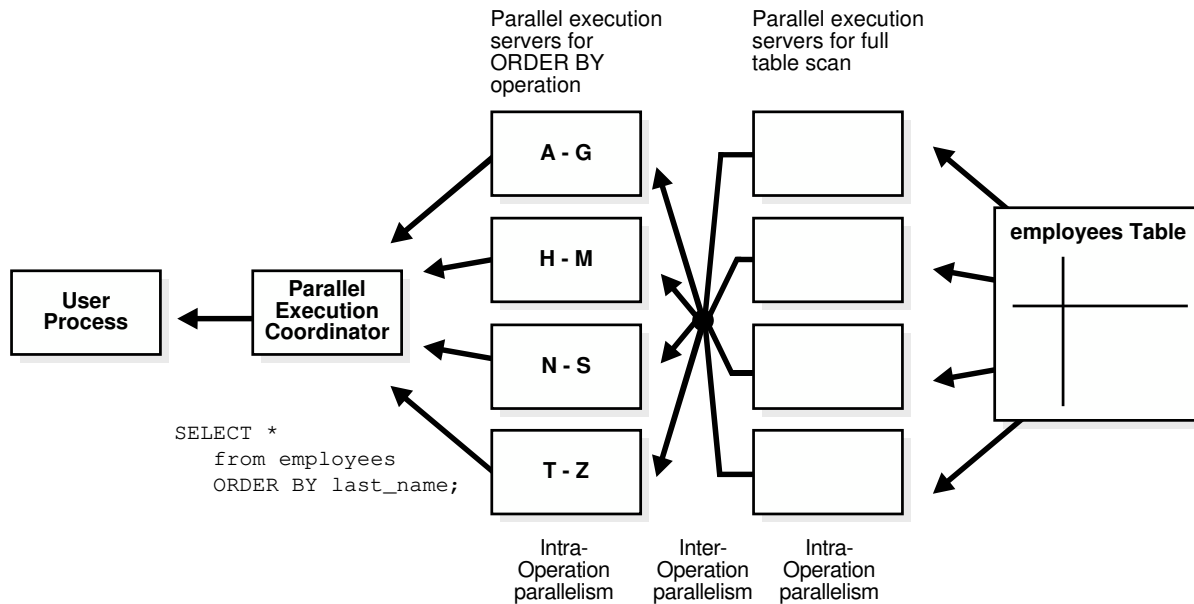 Parallel execution
servers for
ORDER BY
operation
Parallel execution
servers for full
table scan
A - G
H - M
N - S
T - Z
employees Table
User
Process
Parallel
Execution
Coordinator
SELECT *
from employees
ORDER BY last_name;
Intra-
Operation
parallelism
Inter-
Operation
parallelism
Intra-
Operation
parallelism